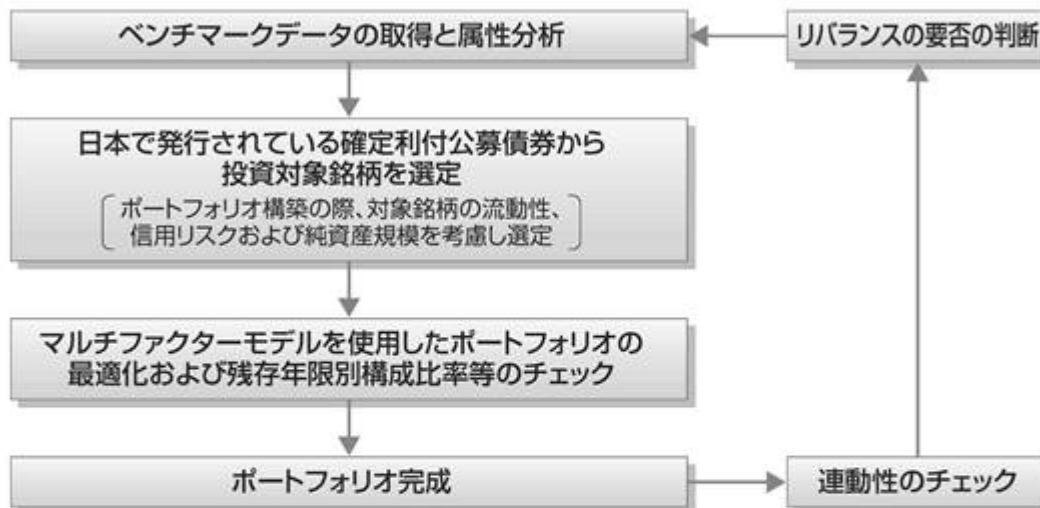 ベンチマークデータの取得と属性分析
リバランスの要否の判断
日本で発行されている確定利付公募債券から
投資対象銘柄を選定
ポートフォリオ構築の際、対象銘柄の流動性、
信用リスクおよび純資産規模を考慮し選定
マルチファクターモデルを使用したポートフォリオの
最適化および残存年限別構成比率等のチェック
ポートフォリオ完成
連動性のチェック